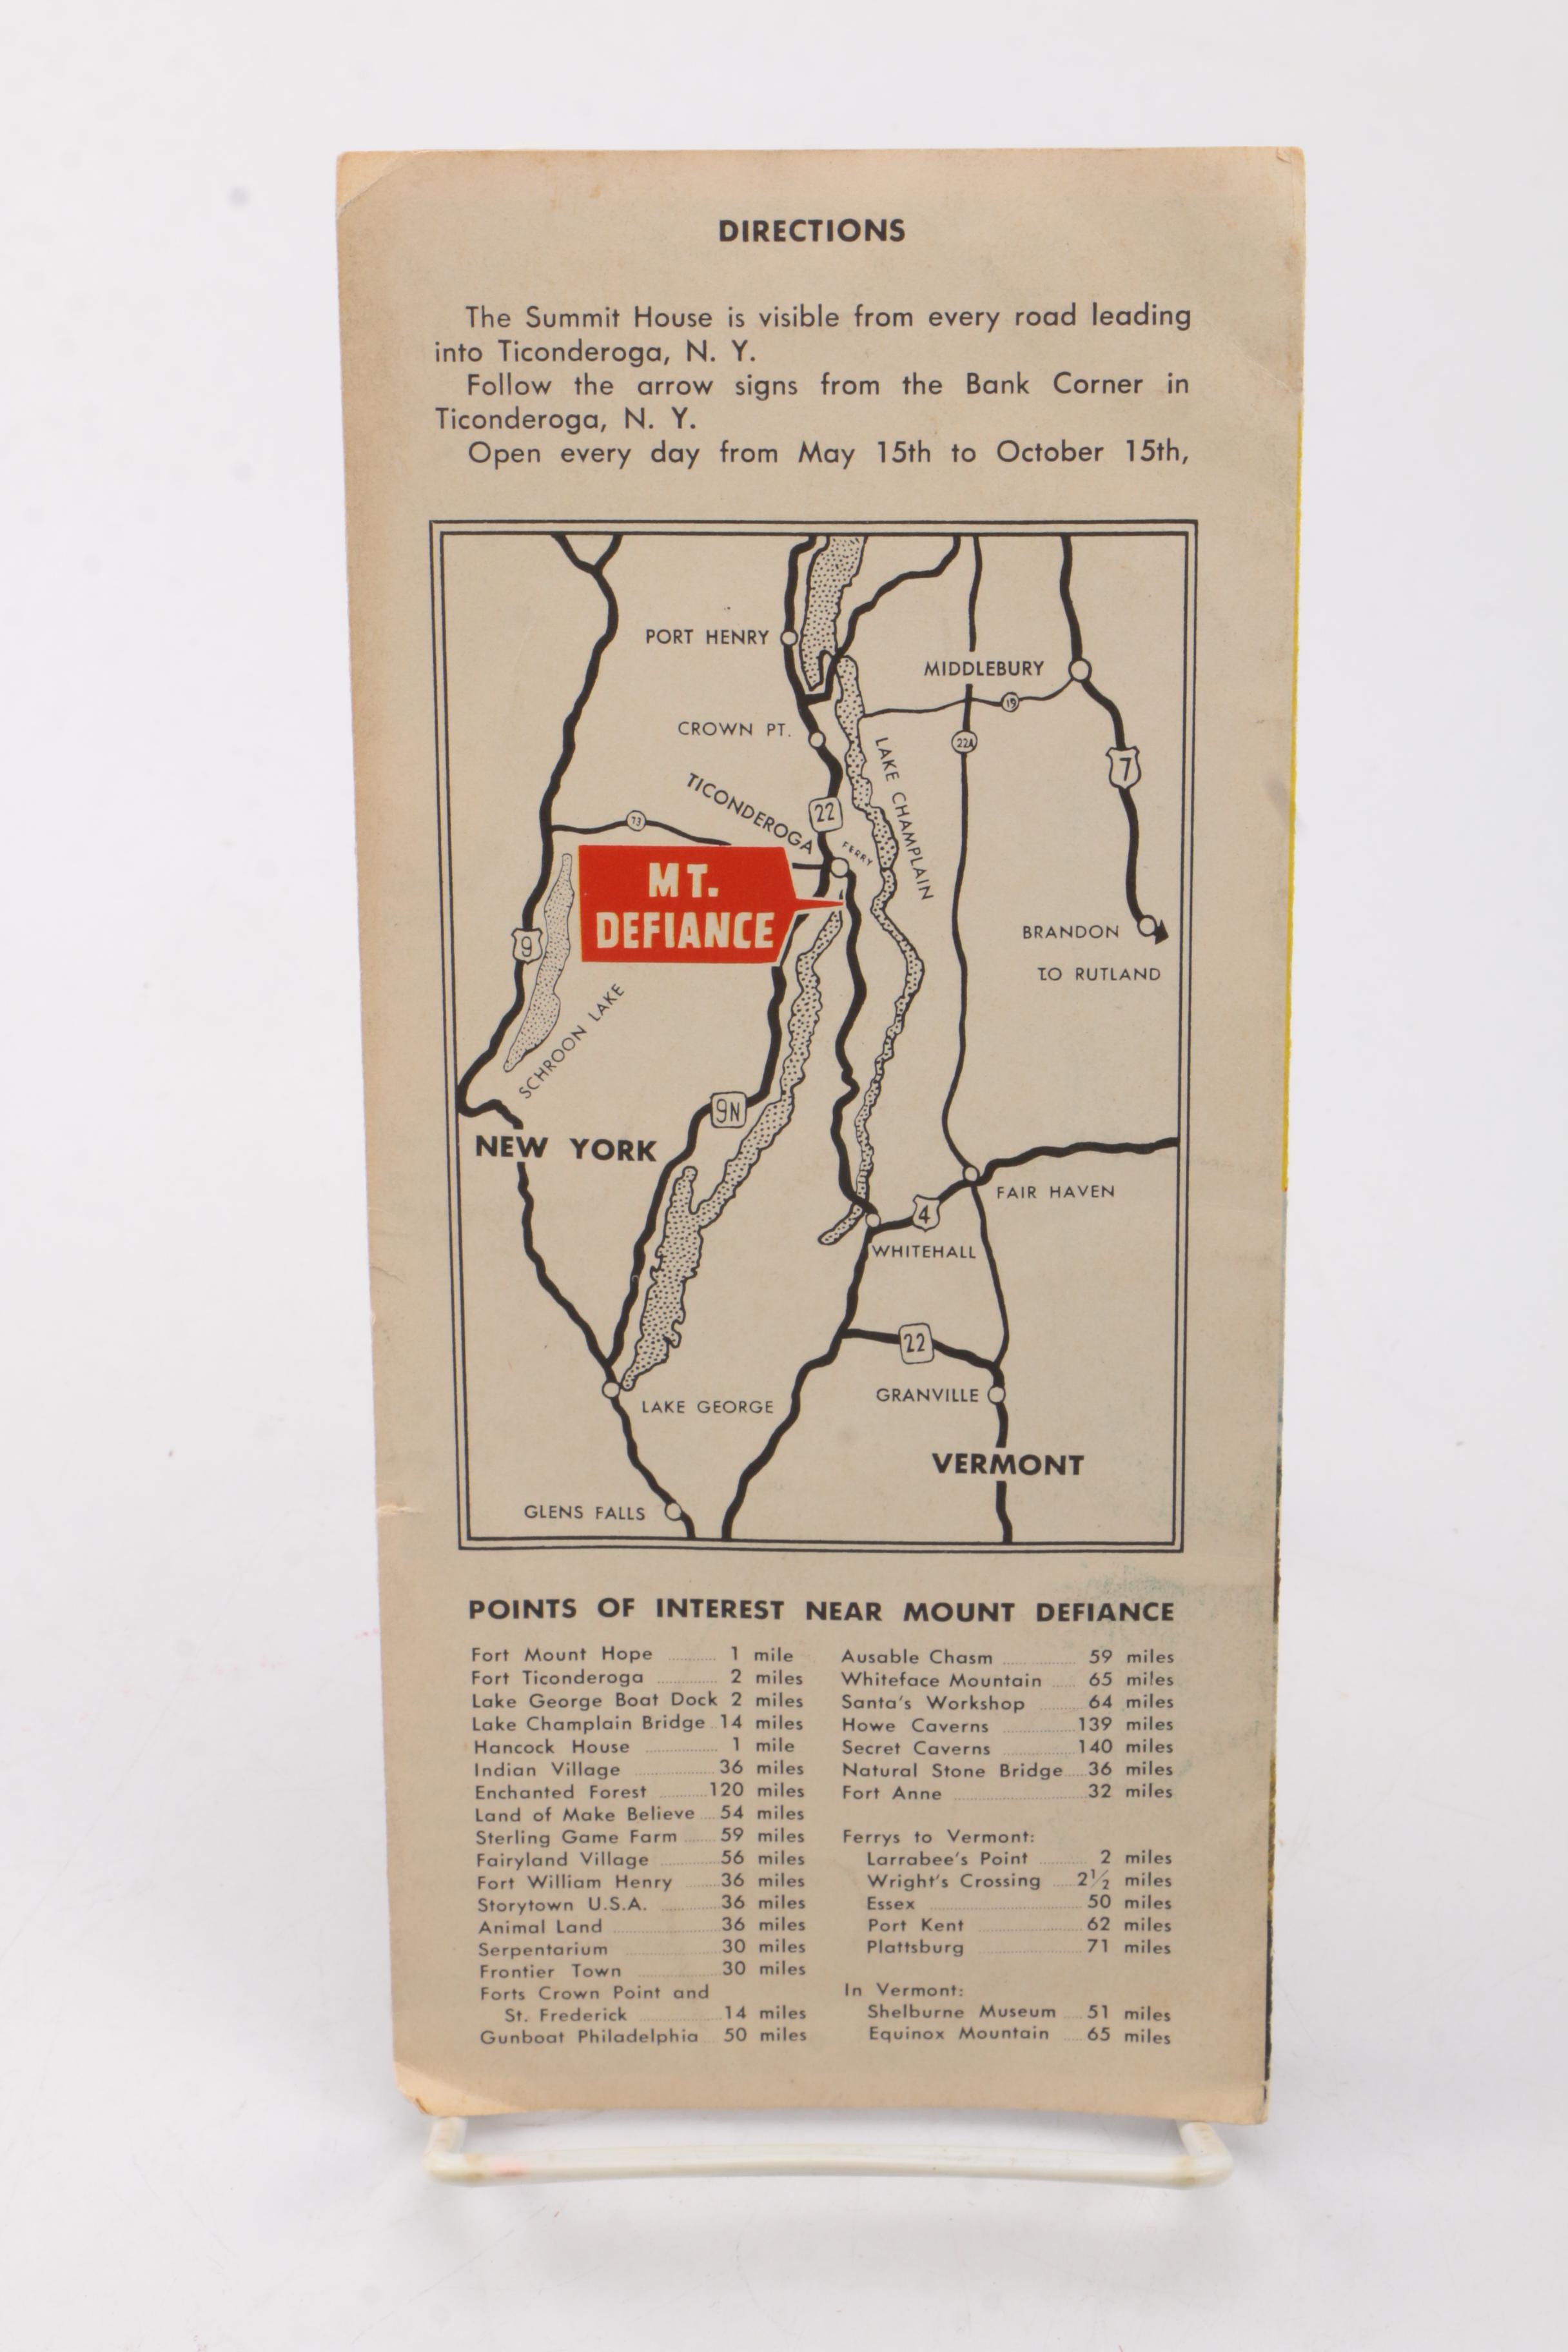 DIRECTIONS
The Summit House is visible from every road leading
into Ticonderoga, N. Y.
Follow the arrow signs from the Bank Corner in
Ticonderoga, N. Y.
Open every day from May 15th to October 15th,
PORT HENRY
MIDDLEBURY
19
CROWN PT.
22A
LAKE CHAMPLAIN
7
TICONDEROGA
22
73
FERRY
MT.
DEFIANCE
9
BRANDON
TO RUTLAND
SCHROON LAKE
9N
NEW YORK
FAIR HAVEN
4
WHITEHALL
22
GRANVILLE
LAKE GEORGE
VERMONT
GLENS FALLS
POINTS OF INTEREST NEAR MOUNT DEFIANCE
Fort Mount Hope .......... 1 mile
Fort Ticonderoga .......... 2 miles
Lake George Boat Dock 2 miles
Lake Champlain Bridge .. 14 miles
Hancock House .......... 1 mile
Indian Village .......... 36 miles
Enchanted Forest .......... 120 miles
Land of Make Believe .... 54 miles
Sterling Game Farm ...... 59 miles
Fairyland Village .......... 56 miles
Fort William Henry ...... 36 miles
Storytown U.S.A. .......... 36 miles
Animal Land .......... 36 miles
Serpentarium .......... 30 miles
Frontier Town .......... 30 miles
Forts Crown Point and
St. Frederick .......... 14 miles
Gunboat Philadelphia .. 50 miles
Ausable Chasm .......... 59 miles
Whiteface Mountain .... 65 miles
Santa's Workshop ........ 64 miles
Howe Caverns .......... 139 miles
Secret Caverns .......... 140 miles
Natural Stone Bridge .... 36 miles
Fort Anne .......... 32 miles
Ferrys to Vermont:
Larrabee's Point .......... 2 miles
Wright's Crossing .... 2½ miles
Essex .......... 50 miles
Port Kent .......... 62 miles
Plattsburg .......... 71 miles
In Vermont:
Shelburne Museum .... 51 miles
Equinox Mountain .... 65 miles